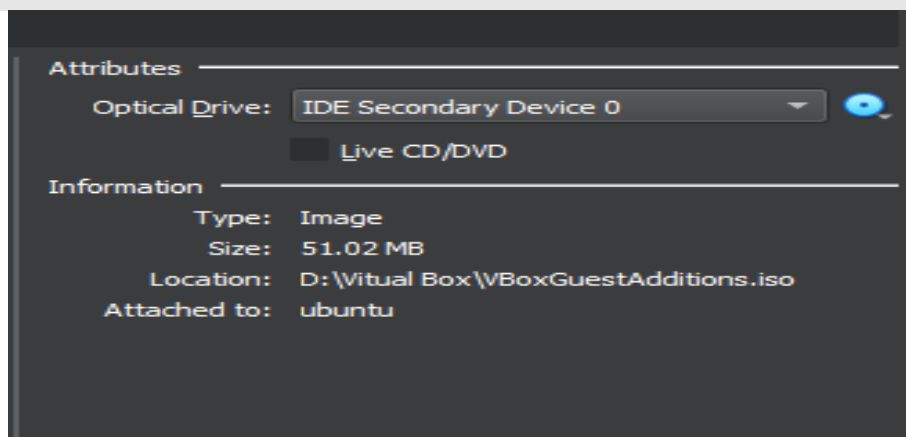 Attributes
Optical Drive: IDE Secondary Device 0
Live CD/DVD
Information
Type: Image
Size: 51.02 MB
Location: D:\Vitual Box\VBoxGuestAdditions.iso
Attached to: ubuntu